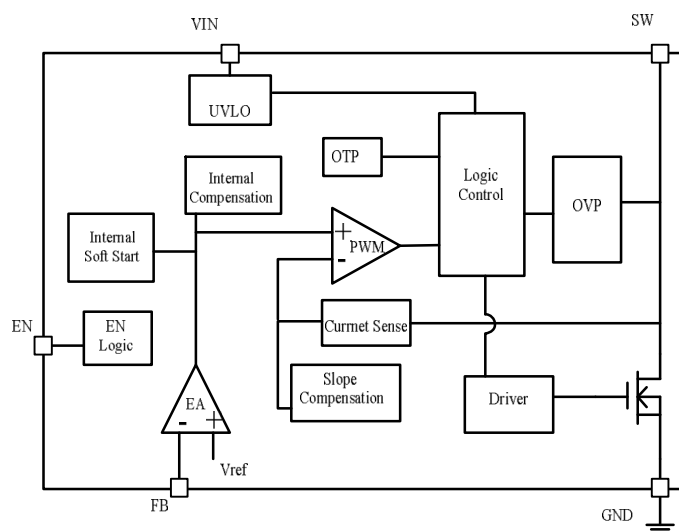 VIN
SW
UVLO
OTP
Logic
Control
OVP
Internal
Compensation
+
PWM
-
Internal
Soft Start
EN
EN
Logic
Currnet Sense
Slope
Compensation
Driver
EA
-
+
Vref
FB
GND